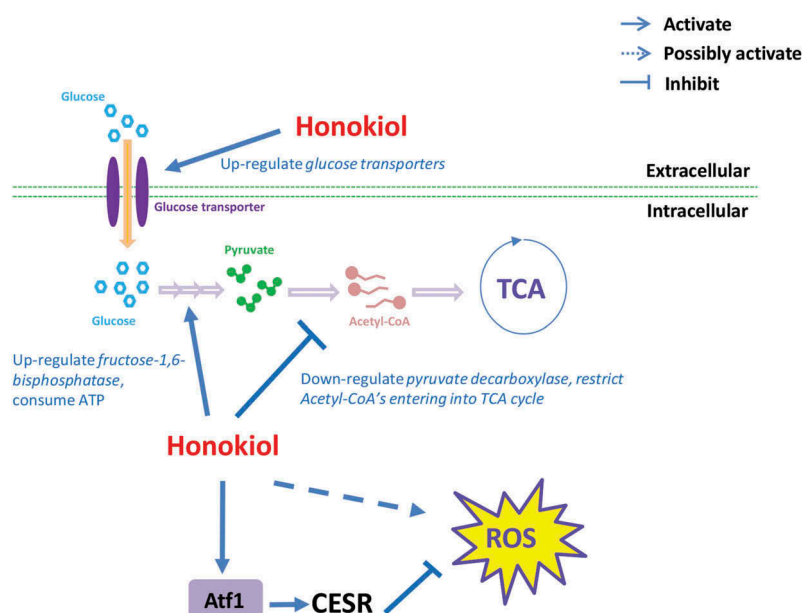 Activate
Possibly activate
Inhibit
Glucose
Honokiol
Up-regulate glucose transporters
Extracellular
Glucose transporter
Intracellular
Pyruvate
TCA
Glucose
Acetyl-CoA
Up-regulate fructose-1,6-
bisphosphatase,
consume ATP
Down-regulate pyruvate decarboxylase, restrict
Acetyl-CoA's entering into TCA cycle
Honokiol
ROS
Atf1
CESR